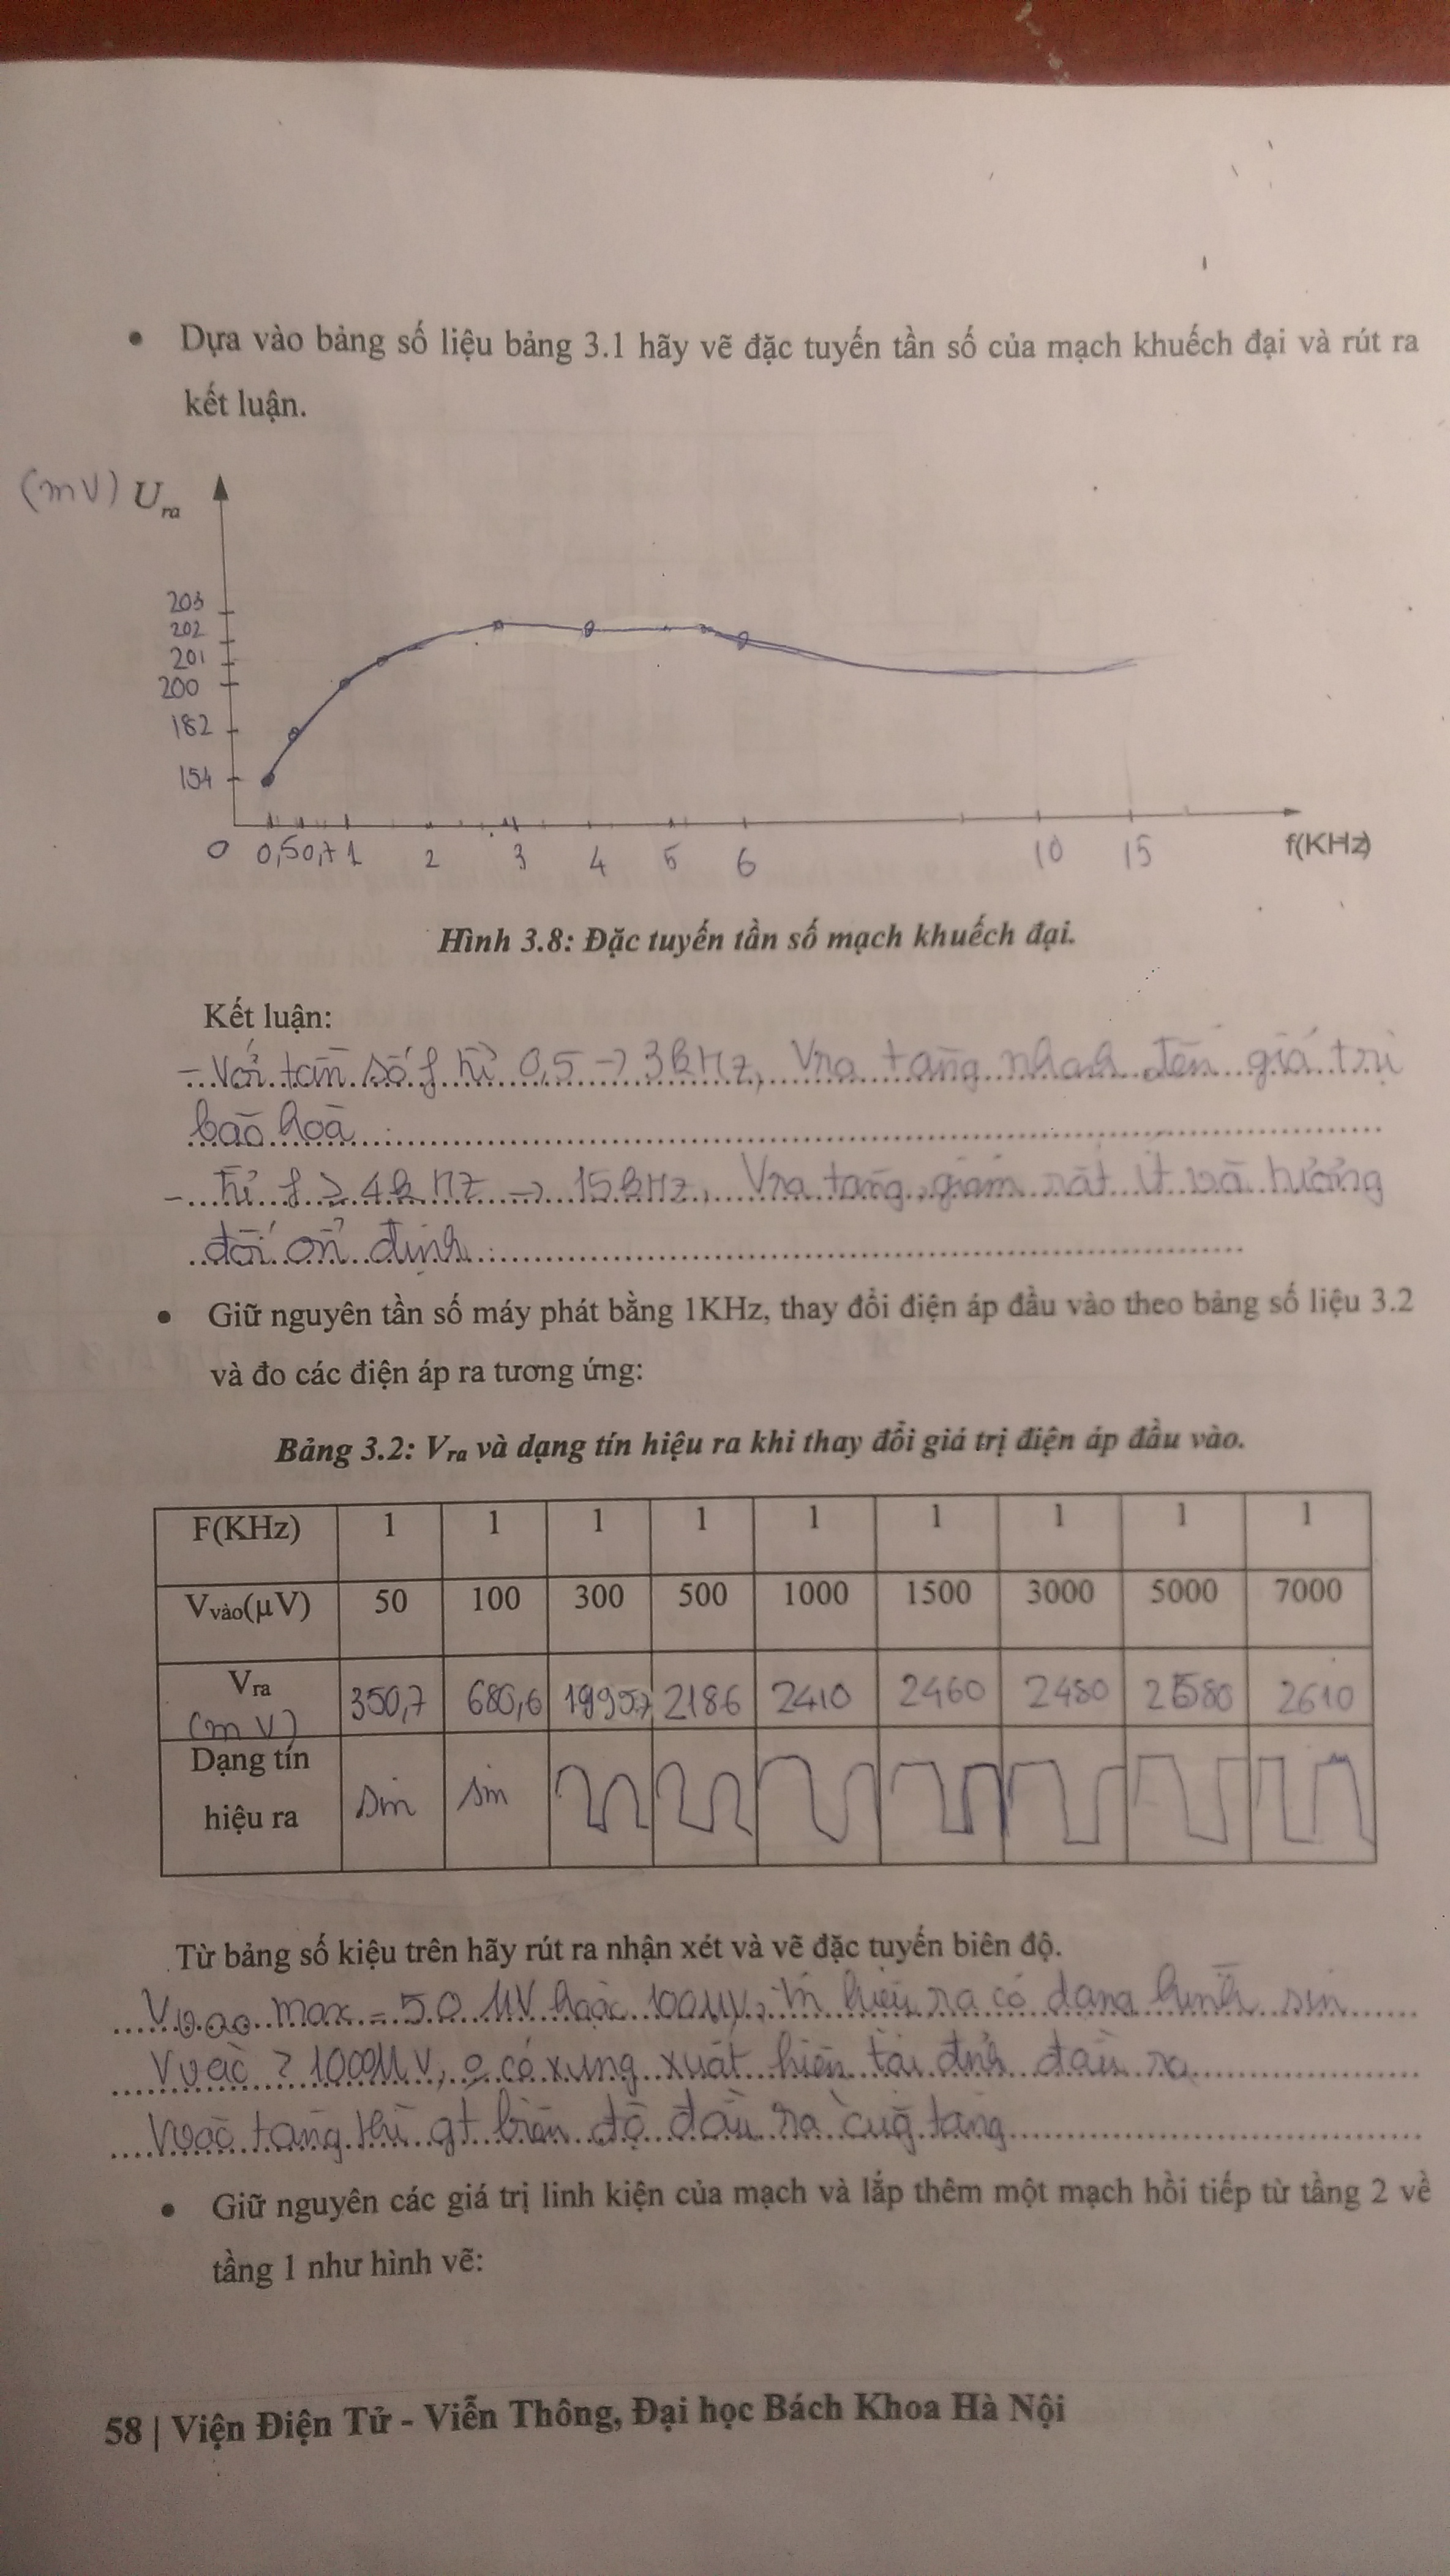 • Dựa vào bảng số liệu bảng 3.1 hãy vẽ đặc tuyến tần số của mạch khuếch đại và rút ra
kết luận.
(mV) Ura
203
202
201
200
182
154
0 0,5 0,7 1 2 3 4 5 6 10 15 f(KHz)
Hình 3.8: Đặc tuyến tần số mạch khuếch đại.
Kết luận:
- Với tần số f từ 0,5 → 3kHz, Vra tăng nhanh đến giá trị
bão hoà
- Từ f ≥ 4kHz → 15kHz, Vra tăng, giảm rất ít và tương
đối ổn định
• Giữ nguyên tần số máy phát bằng 1KHz, thay đổi điện áp đầu vào theo bảng số liệu 3.2
và đo các điện áp ra tương ứng:
Bảng 3.2: Vra và dạng tín hiệu ra khi thay đổi giá trị điện áp đầu vào.
F(KHz) 1 1 1 1 1 1 1 1 1
Vvào(μV) 50 100 300 500 1000 1500 3000 5000 7000
Vra (mV) 350,7 680,6 1995,7 2186 2410 2460 2480 2580 2610
Dạng tín
hiệu ra sin sin
Từ bảng số kiệu trên hãy rút ra nhận xét và vẽ đặc tuyến biên độ.
Vvao max = 50 μV hoặc 100μV, tín hiệu ra có dạng hình sin
Vvào ≥ 1000μV, có xung xuất hiện tại đỉnh đầu ra
Vvào tăng thì gt biên độ đầu ra cũg tăng
• Giữ nguyên các giá trị linh kiện của mạch và lắp thêm một mạch hồi tiếp từ tầng 2 về
tầng 1 như hình vẽ:
58 | Viện Điện Tử - Viễn Thông, Đại học Bách Khoa Hà Nội